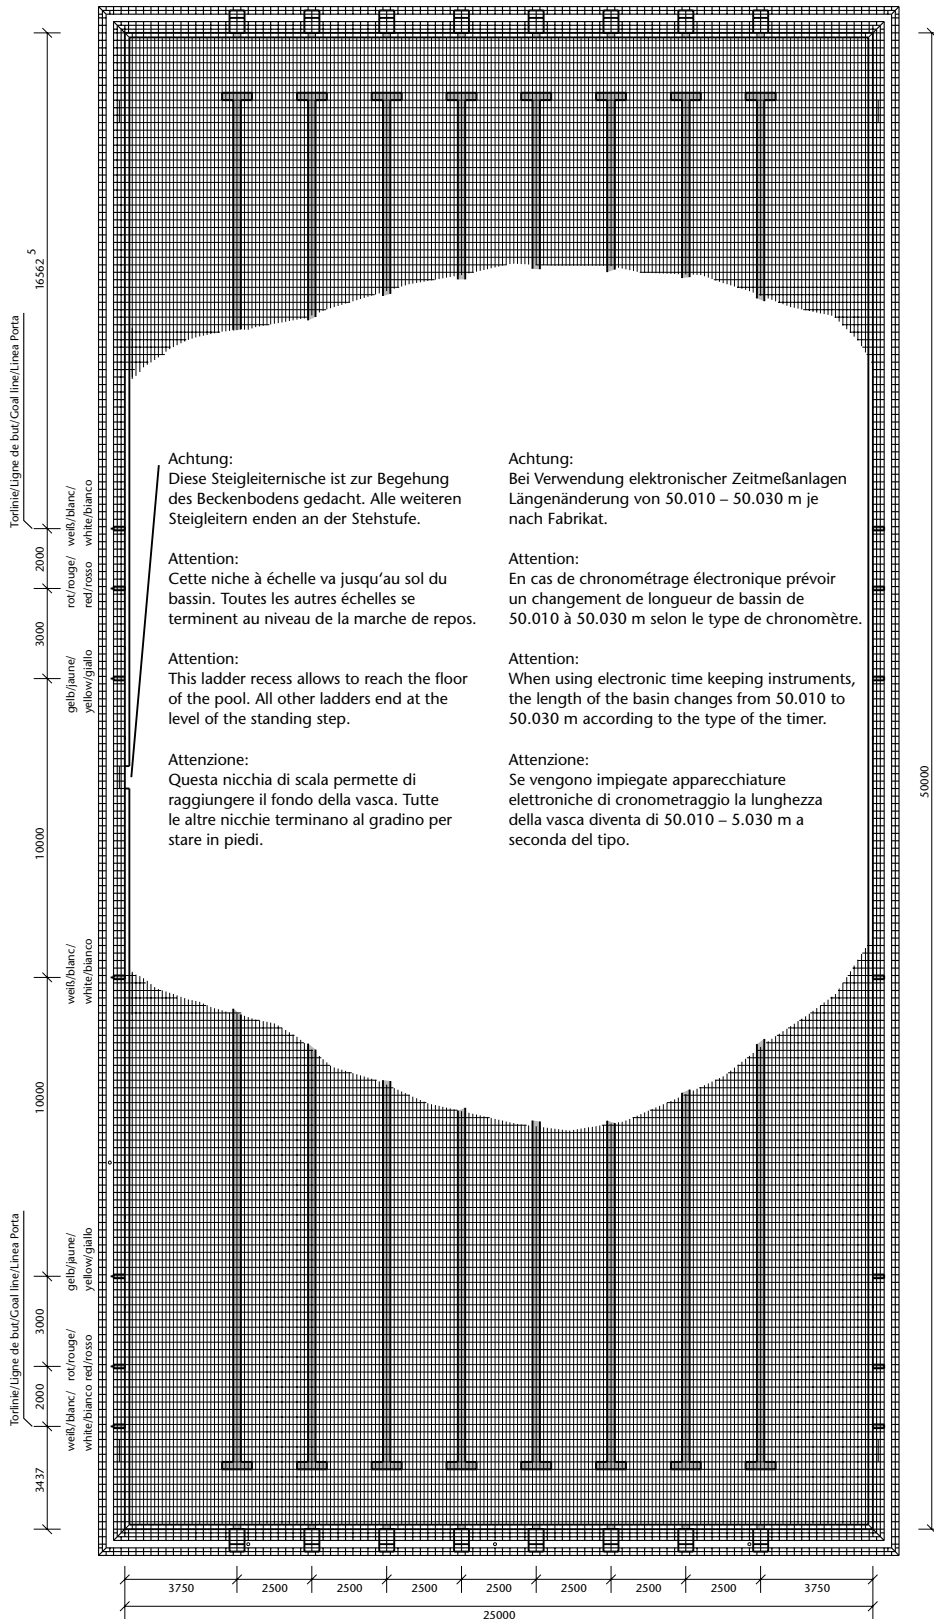 16562 5
Torlinie/Ligne de but/Goal line/Linea Porta
weiß/blanc/
white/bianco
2000
rot/rouge/
red/rosso
3000
gelb/jaune/
yellow/giallo
10000
weiß/blanc/
white/bianco
10000
gelb/jaune/
yellow/giallo
3000
Torlinie/Ligne de but/Goal line/Linea Porta
rot/rouge/
red/rosso
2000
weiß/blanc/
white/bianco
3437
Achtung:
Diese Steigleiternische ist zur Begehung
des Beckenbodens gedacht. Alle weiteren
Steigleitern enden an der Stehstufe.
Attention:
Cette niche à échelle va jusqu'au sol du
bassin. Toutes les autres échelles se
terminent au niveau de la marche de repos.
Attention:
This ladder recess allows to reach the floor
of the pool. All other ladders end at the
level of the standing step.
Attenzione:
Questa nicchia di scala permette di
raggiungere il fondo della vasca. Tutte
le altre nicchie terminano al gradino per
stare in piedi.
Achtung:
Bei Verwendung elektronischer Zeitmeßanlagen
Längenänderung von 50.010 – 50.030 m je
nach Fabrikat.
Attention:
En cas de chronométrage électronique prévoir
un changement de longueur de bassin de
50.010 à 50.030 m selon le type de chronomètre.
Attention:
When using electronic time keeping instruments,
the length of the basin changes from 50.010 to
50.030 m according to the type of the timer.
Attenzione:
Se vengono impiegate apparecchiature
elettroniche di cronometraggio la lunghezza
della vasca diventa di 50.010 – 5.030 m a
seconda del tipo.
50000
3750 2500 2500 2500 2500 2500 2500 2500 3750
25000